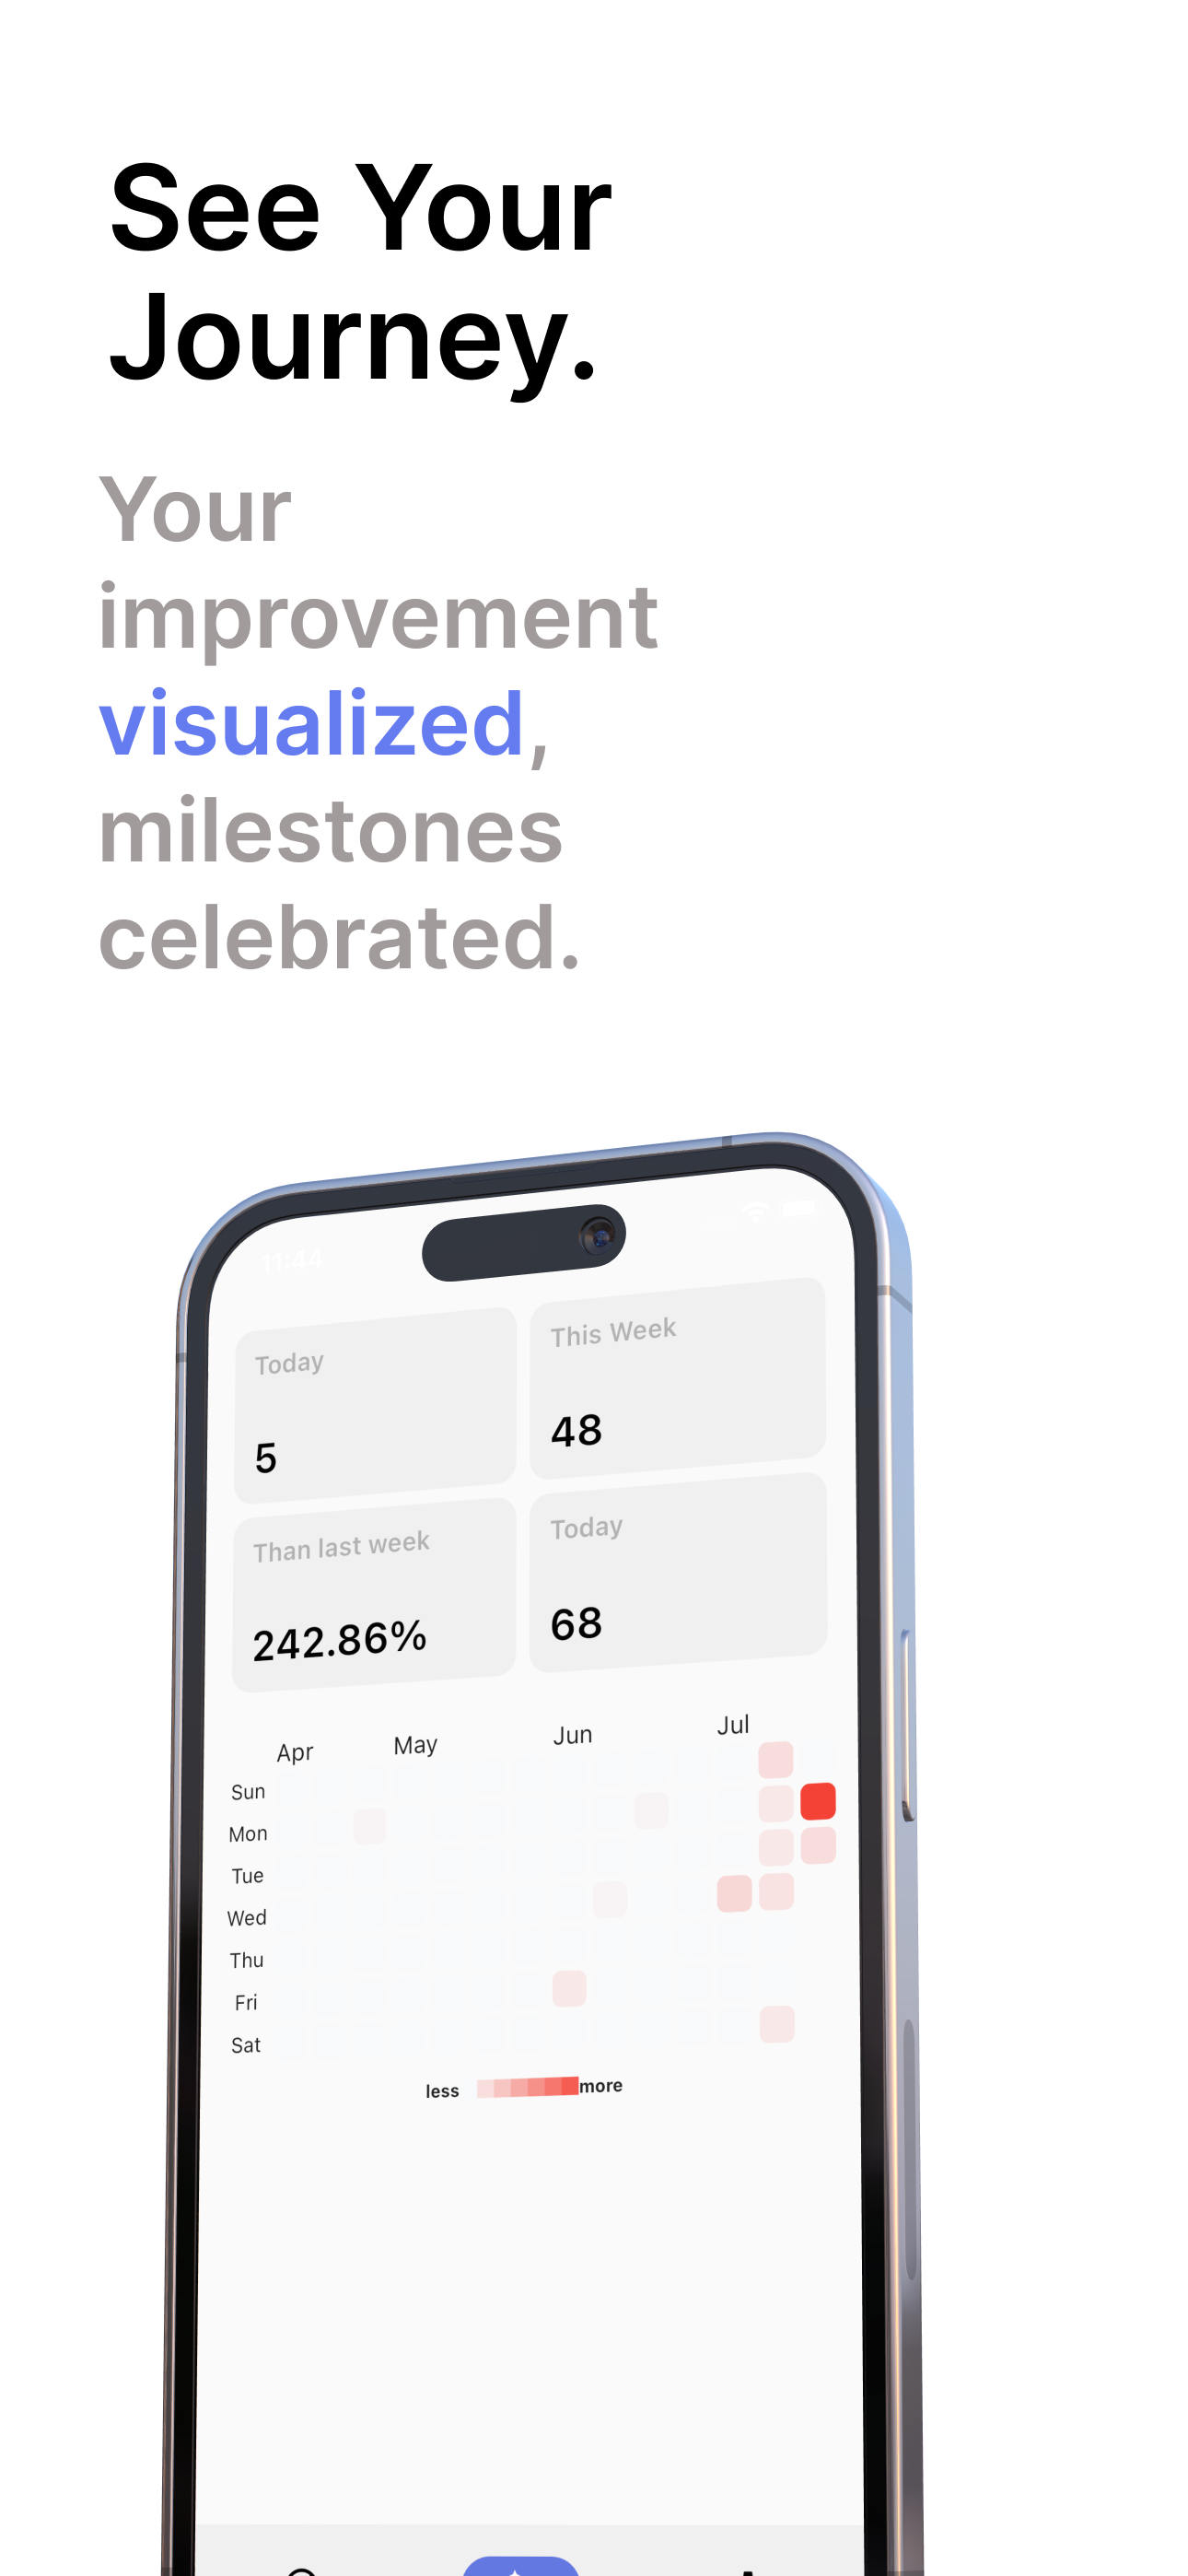 See Your
Journey.
Your
improvement
visualized,
milestones
celebrated.
11:44
Today
This Week
5
48
Than last week
Today
242.86%
68
Apr May Jun Jul
Sun
Mon
Tue
Wed
Thu
Fri
Sat
less more